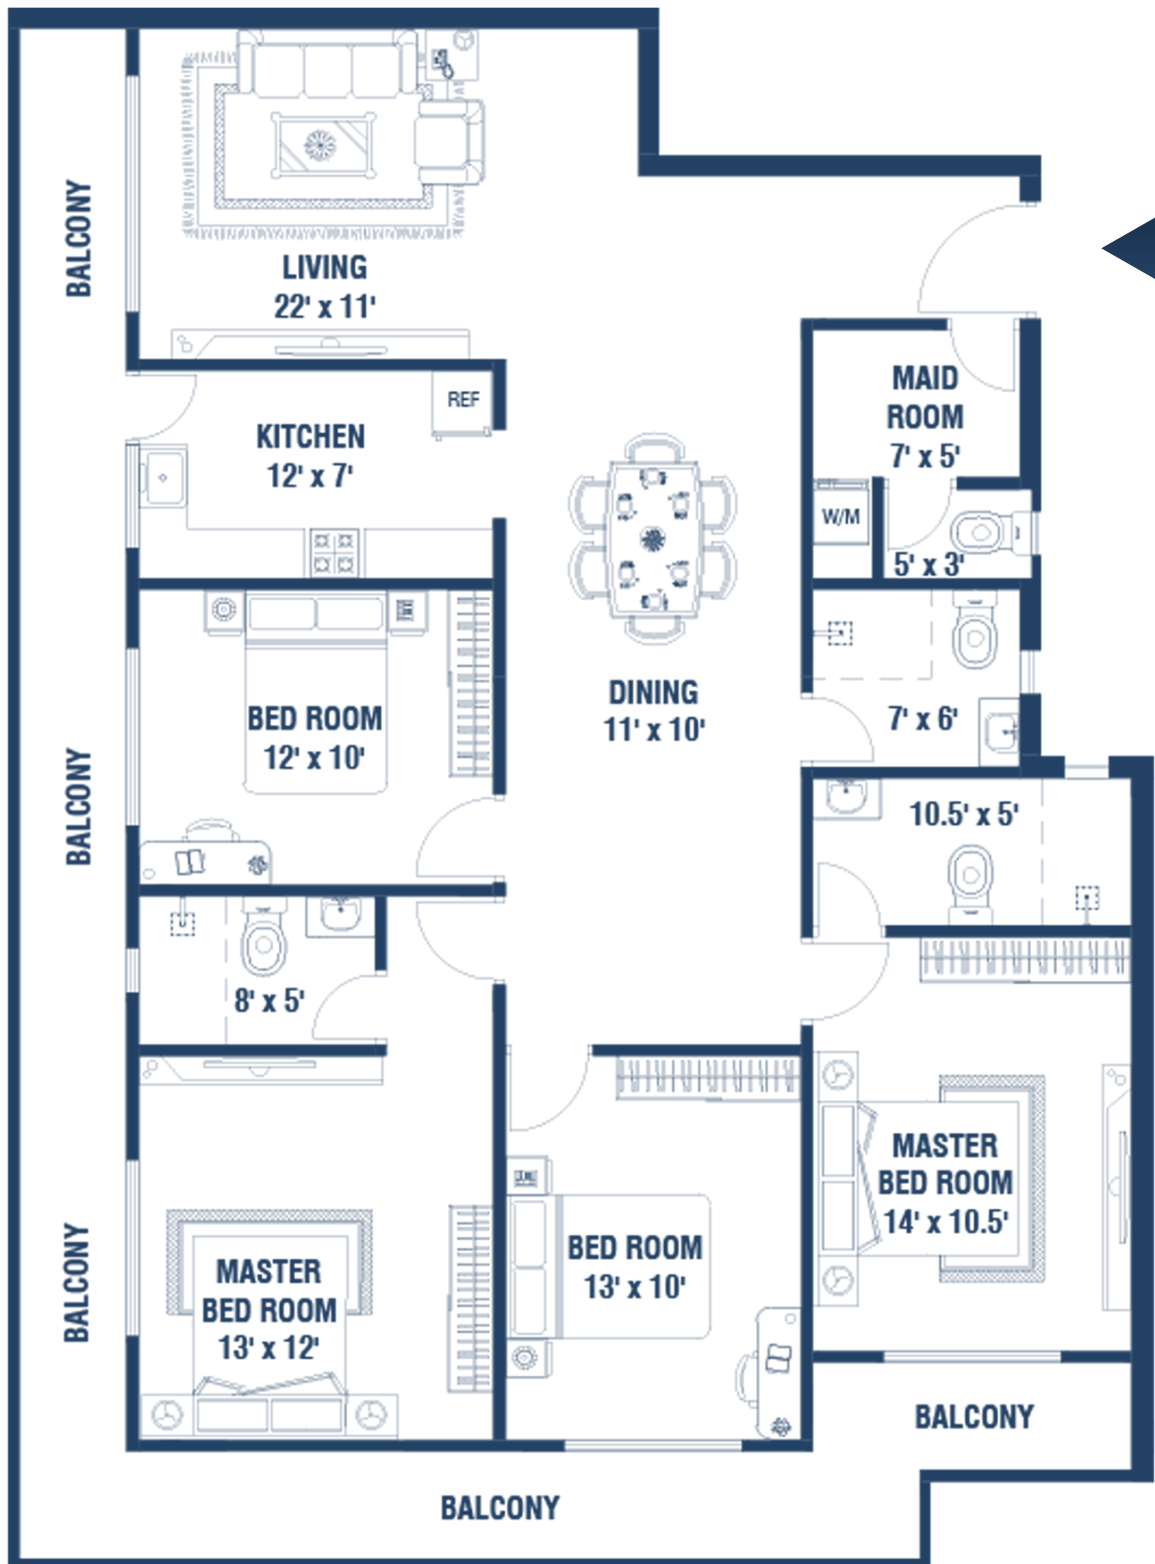 BALCONY
LIVING
22' x 11'
MAID
ROOM
7' x 5'
REF
KITCHEN
12' x 7'
W/M
5' x 3'
DINING
11' x 10'
7' x 6'
BED ROOM
12' x 10'
BALCONY
10.5' x 5'
8' x 5'
MASTER
BED ROOM
14' x 10.5'
BED ROOM
13' x 10'
MASTER
BED ROOM
13' x 12'
BALCONY
BALCONY
BALCONY